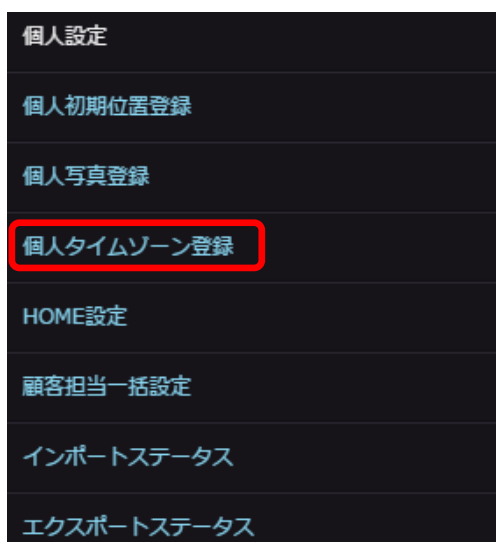 個人設定
個人初期位置登録
個人写真登録
個人タイムゾーン登録
HOME設定
顧客担当一括設定
インポートステータス
エクスポートステータス